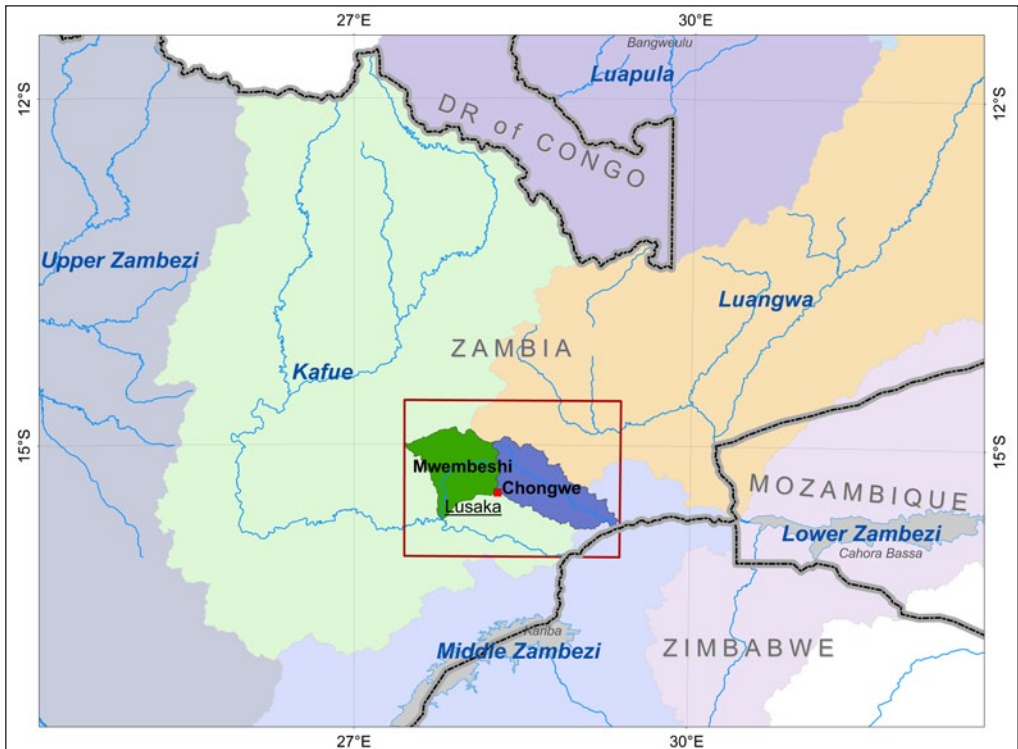 27°E
30°E
Bangweulu
Luapula
12°S
12°S
DR of CONGO
Upper Zambezi
Luangwa
ZAMBIA
Kafue
15°S
15°S
Mwembeshi
Chongwe
MOZAMBIQUE
Lusaka
Lower Zambezi
Cahora Bassa
Kariba
Middle Zambezi
ZIMBABWE
27°E
30°E